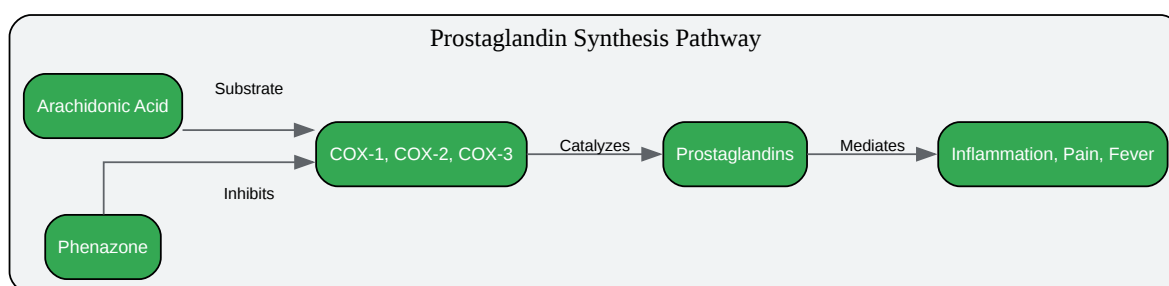 Prostaglandin Synthesis Pathway
Arachidonic Acid
Substrate
COX-1, COX-2, COX-3
Catalyzes
Prostaglandins
Mediates
Inflammation, Pain, Fever
Inhibits
Phenazone